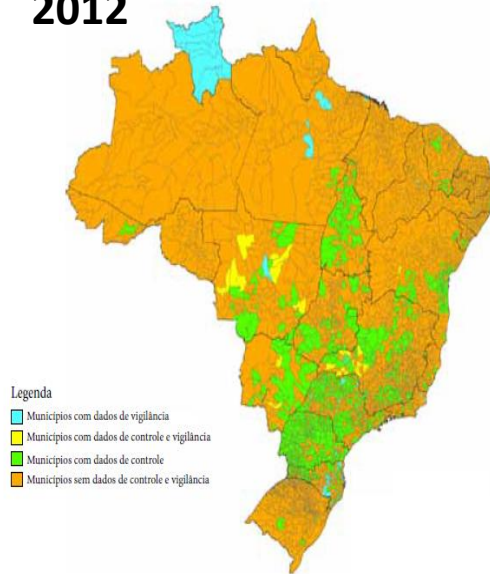 2012
Legenda
Municípios com dados de vigilância
Municípios com dados de controle e vigilância
Municípios com dados de controle
Municípios sem dados de controle e vigilância